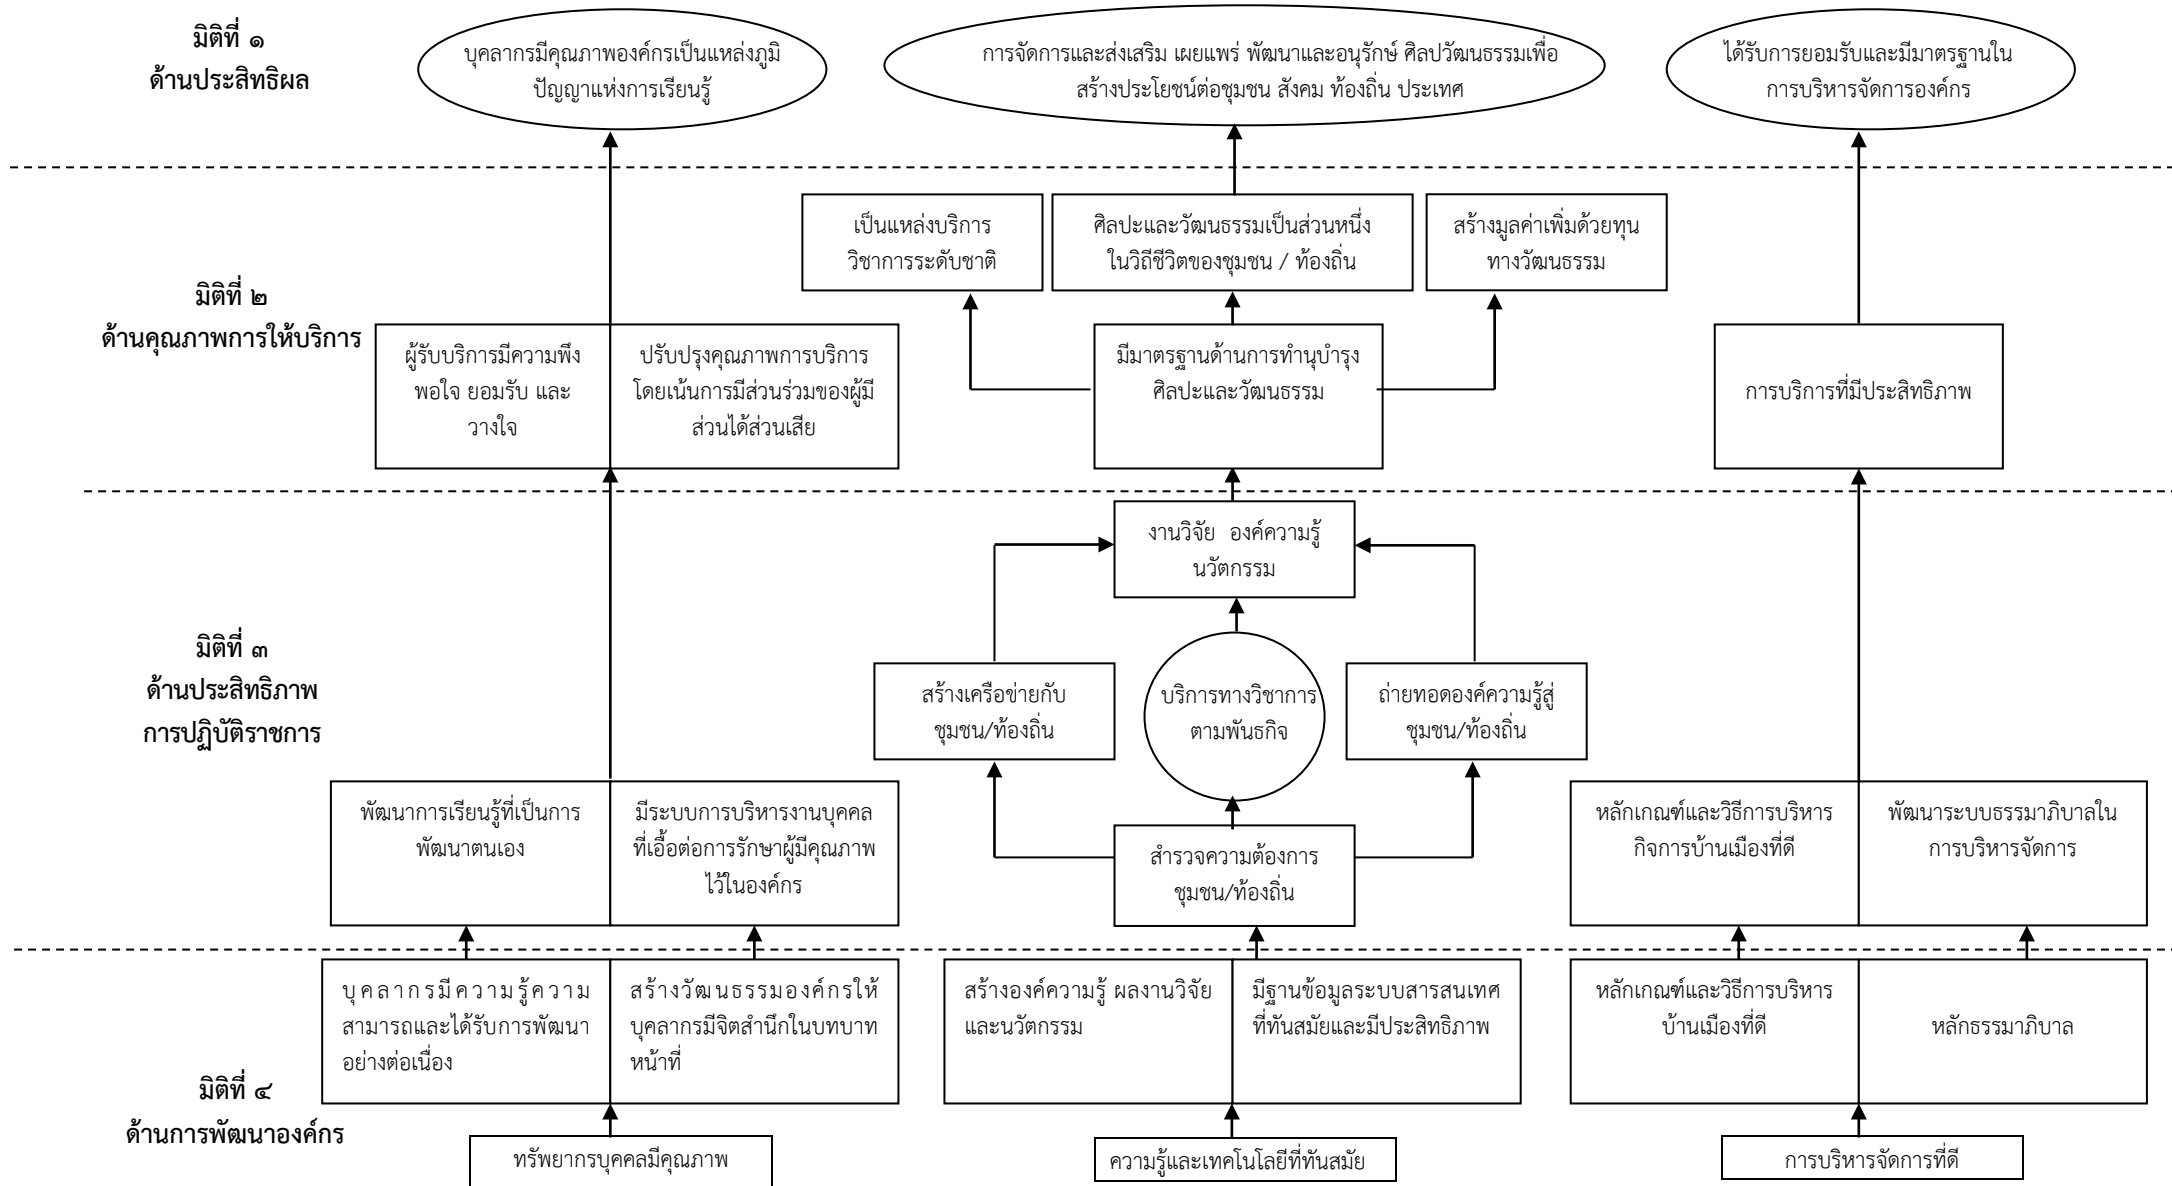 มิติที่ ๑
ด้านประสิทธิผล
บุคลากรมีคุณภาพองค์กรเป็นแหล่งภูมิ
ปัญญาแห่งการเรียนรู้
การจัดการและส่งเสริม เผยแพร่ พัฒนาและอนุรักษ์ ศิลปวัฒนธรรมเพื่อ
สร้างประโยชน์ต่อชุมชน สังคม ท้องถิ่น ประเทศ
ได้รับการยอมรับและมีมาตรฐานใน
การบริหารจัดการองค์กร
มิติที่ ๒
ด้านคุณภาพการให้บริการ
เป็นแหล่งบริการ
วิชาการระดับชาติ
ศิลปะและวัฒนธรรมเป็นส่วนหนึ่ง
ในวิถีชีวิตของชุมชน / ท้องถิ่น
สร้างมูลค่าเพิ่มด้วยทุน
ทางวัฒนธรรม
ผู้รับบริการมีความพึง
พอใจ ยอมรับ และ
วางใจ
ปรับปรุงคุณภาพการบริการ
โดยเน้นการมีส่วนร่วมของผู้มี
ส่วนได้ส่วนเสีย
มีมาตรฐานด้านการทำนุบำรุง
ศิลปะและวัฒนธรรม
การบริการที่มีประสิทธิภาพ
มิติที่ ๓
ด้านประสิทธิภาพ
การปฏิบัติราชการ
งานวิจัย องค์ความรู้
นวัตกรรม
สร้างเครือข่ายกับ
ชุมชน/ท้องถิ่น
บริการทางวิชาการ
ตามพันธกิจ
ถ่ายทอดองค์ความรู้สู่
ชุมชน/ท้องถิ่น
พัฒนาการเรียนรู้ที่เป็นการ
พัฒนาตนเอง
มีระบบการบริหารงานบุคคล
ที่เอื้อต่อการรักษาผู้มีคุณภาพ
ไว้ในองค์กร
สำรวจความต้องการ
ชุมชน/ท้องถิ่น
หลักเกณฑ์และวิธีการบริหาร
กิจการบ้านเมืองที่ดี
พัฒนาระบบธรรมาภิบาลใน
การบริหารจัดการ
มิติที่ ๔
ด้านการพัฒนาองค์กร
บุคลากรมีความรู้ความ
สามารถและได้รับการพัฒนา
อย่างต่อเนื่อง
สร้างวัฒนธรรมองค์กรให้
บุคลากรมีจิตสำนึกในบทบาท
หน้าที่
สร้างองค์ความรู้ ผลงานวิจัย
และนวัตกรรม
มีฐานข้อมูลระบบสารสนเทศ
ที่ทันสมัยและมีประสิทธิภาพ
หลักเกณฑ์และวิธีการบริหาร
บ้านเมืองที่ดี
หลักธรรมาภิบาล
ทรัพยากรบุคคลมีคุณภาพ
ความรู้และเทคโนโลยีที่ทันสมัย
การบริหารจัดการที่ดี